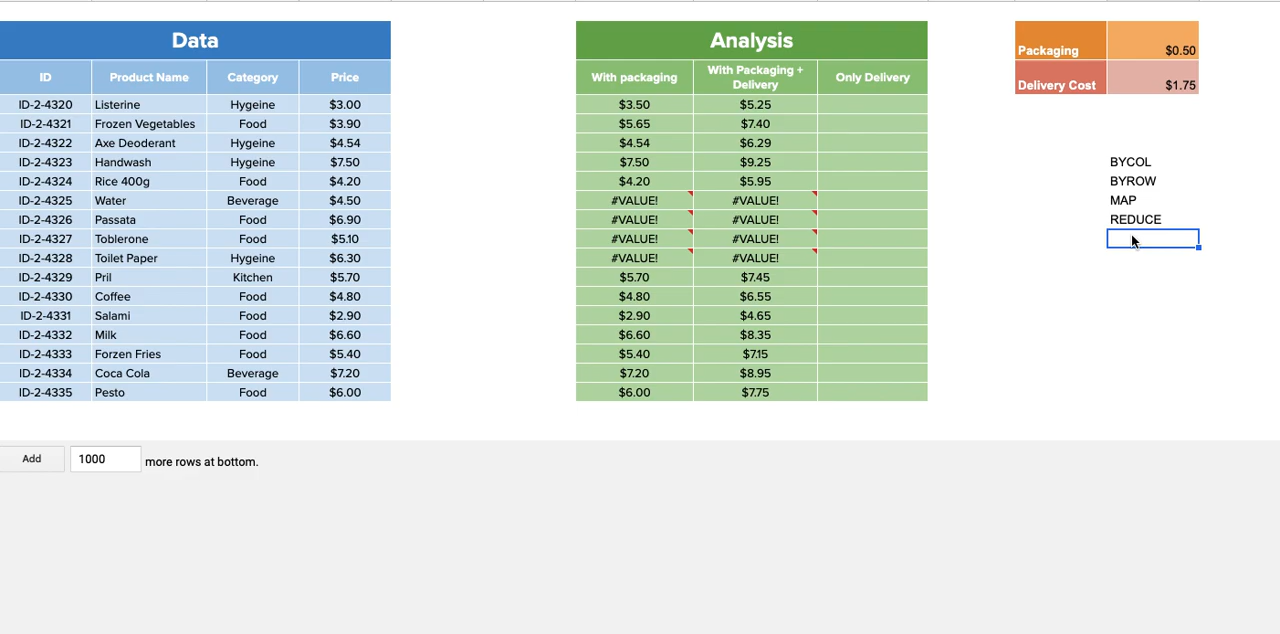 Data
ID Product Name Category Price
ID-2-4320 Listerine Hygeine $3.00
ID-2-4321 Frozen Vegetables Food $3.90
ID-2-4322 Axe Deoderant Hygeine $4.54
ID-2-4323 Handwash Hygeine $7.50
ID-2-4324 Rice 400g Food $4.20
ID-2-4325 Water Beverage $4.50
ID-2-4326 Passata Food $6.90
ID-2-4327 Toblerone Food $5.10
ID-2-4328 Toilet Paper Hygeine $6.30
ID-2-4329 Pril Kitchen $5.70
ID-2-4330 Coffee Food $4.80
ID-2-4331 Salami Food $2.90
ID-2-4332 Milk Food $6.60
ID-2-4333 Forzen Fries Food $5.40
ID-2-4334 Coca Cola Beverage $7.20
ID-2-4335 Pesto Food $6.00
Analysis
With packaging With Packaging + Delivery Only Delivery
$3.50 $5.25
$5.65 $7.40
$4.54 $6.29
$7.50 $9.25
$4.20 $5.95
#VALUE! #VALUE!
#VALUE! #VALUE!
#VALUE! #VALUE!
#VALUE! #VALUE!
$5.70 $7.45
$4.80 $6.55
$2.90 $4.65
$6.60 $8.35
$5.40 $7.15
$7.20 $8.95
$6.00 $7.75
Packaging $0.50
Delivery Cost $1.75
BYCOL
BYROW
MAP
REDUCE
Add 1000 more rows at bottom.